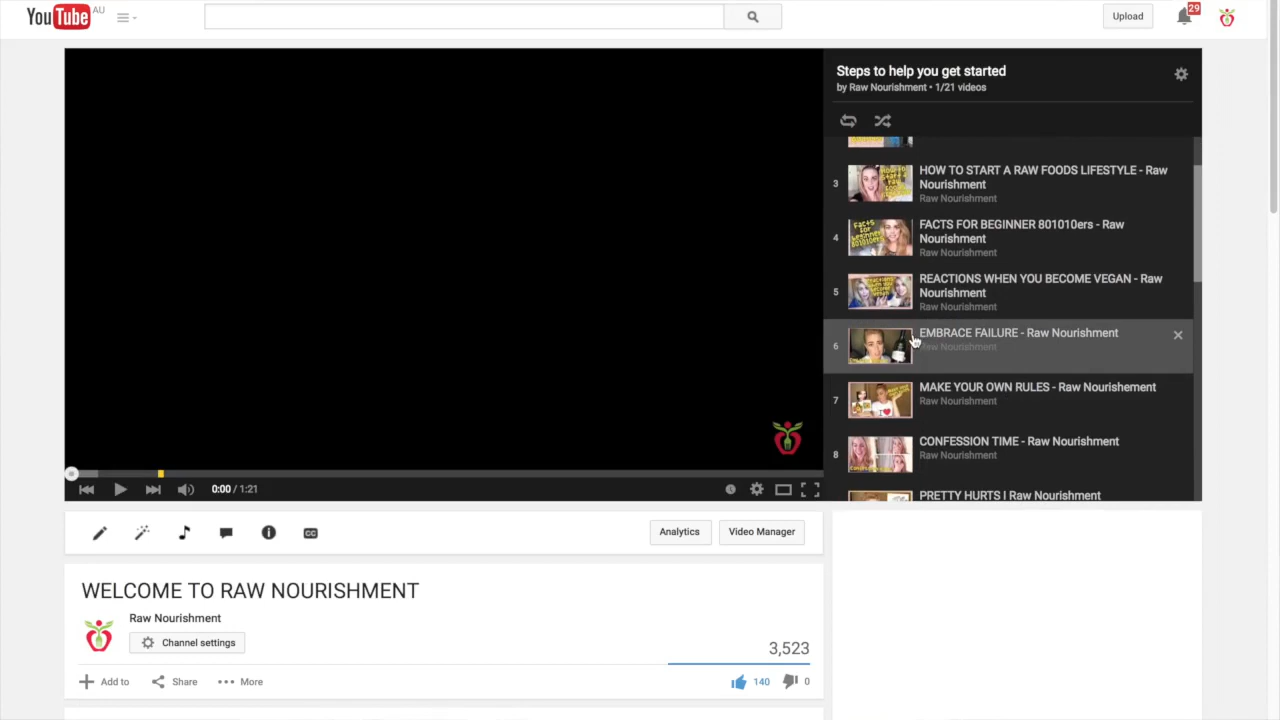 YouTube AU
Upload
29
Steps to help you get started
by Raw Nourishment • 1/21 videos
3
HOW TO START A RAW FOODS LIFESTYLE - Raw
Nourishment
Raw Nourishment
4
FACTS FOR BEGINNER 801010ers - Raw
Nourishment
Raw Nourishment
5
REACTIONS WHEN YOU BECOME VEGAN - Raw
Nourishment
Raw Nourishment
6
EMBRACE FAILURE - Raw Nourishment
Raw Nourishment
7
MAKE YOUR OWN RULES - Raw Nourishement
Raw Nourishment
8
CONFESSION TIME - Raw Nourishment
Raw Nourishment
PRETTY HURTS I Raw Nourishment
0:00 / 1:21
CC
Analytics
Video Manager
WELCOME TO RAW NOURISHMENT
Raw Nourishment
Channel settings
3,523
Add to
Share
More
140
0